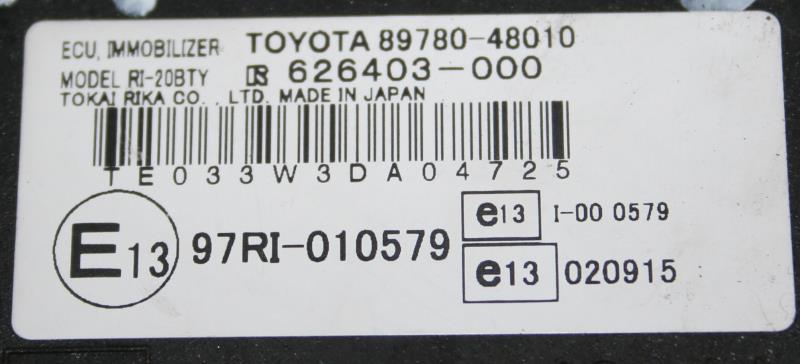 ECU, IMMOBILIZER TOYOTA 89780-48010
MODEL RI-20BTY 626403-000
TOKAI RIKA CO., LTD. MADE IN JAPAN
TE033W3DA04725
E13 97RI-010579
e13 I-00 0579
e13 020915